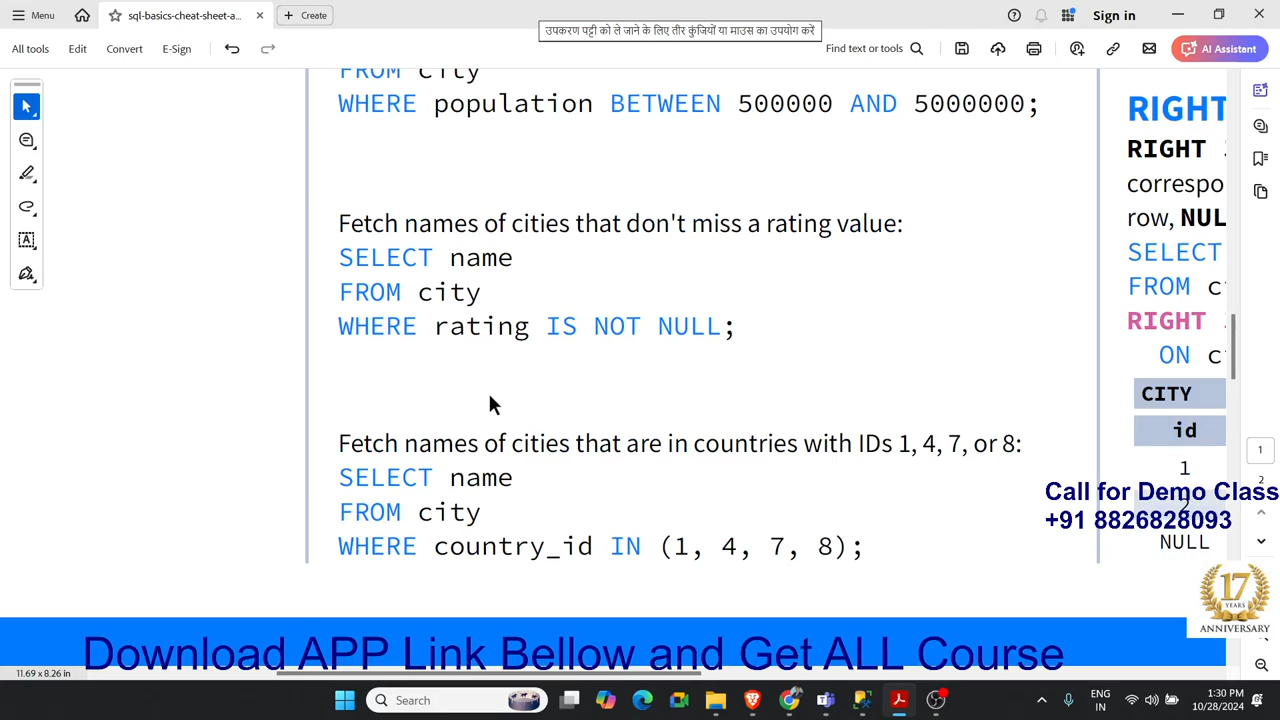 Menu
sql-basics-cheat-sheet-a...
Create
Sign in
उपकरण पट्टी को ले जाने के लिए तीर कुंजियों या माउस का उपयोग करें
All tools
Edit
Convert
E-Sign
Find text or tools
AI Assistant
FROM city
WHERE population BETWEEN 500000 AND 5000000;
Fetch names of cities that don't miss a rating value:
SELECT name
FROM city
WHERE rating IS NOT NULL;
Fetch names of cities that are in countries with IDs 1, 4, 7, or 8:
SELECT name
FROM city
WHERE country_id IN (1, 4, 7, 8);
RIGHT
RIGHT
correspo
row, NUL
SELECT
FROM c
RIGHT
ON c
CITY
id
1
2
NULL
1
2
Call for Demo Class
+91 8826828093
17
YEARS
ANNIVERSARY
Download APP Link Bellow and Get ALL Course
11.69 x 8.26 in
Search
ENG
IN
1:30 PM
10/28/2024